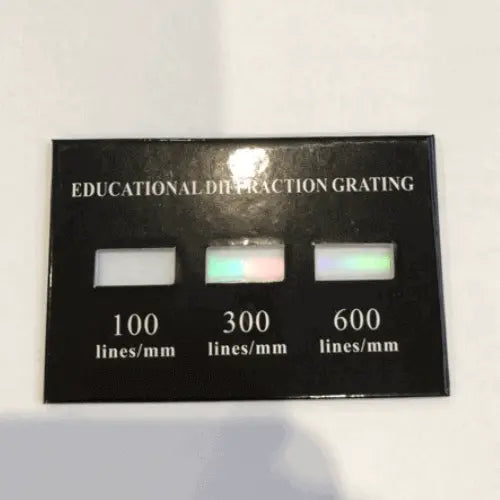 EDUCATIONAL DIFFRACTION GRATING
100 300 600
lines/mm lines/mm lines/mm